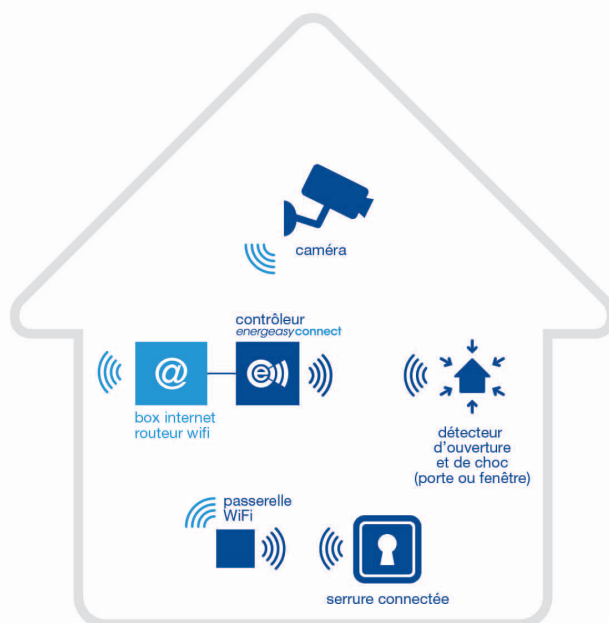 caméra
contrôleur
energeasyconnect
@
e
box internet
routeur wifi
détecteur
d'ouverture
et de choc
(porte ou fenêtre)
passerelle
WiFi
serrure connectée